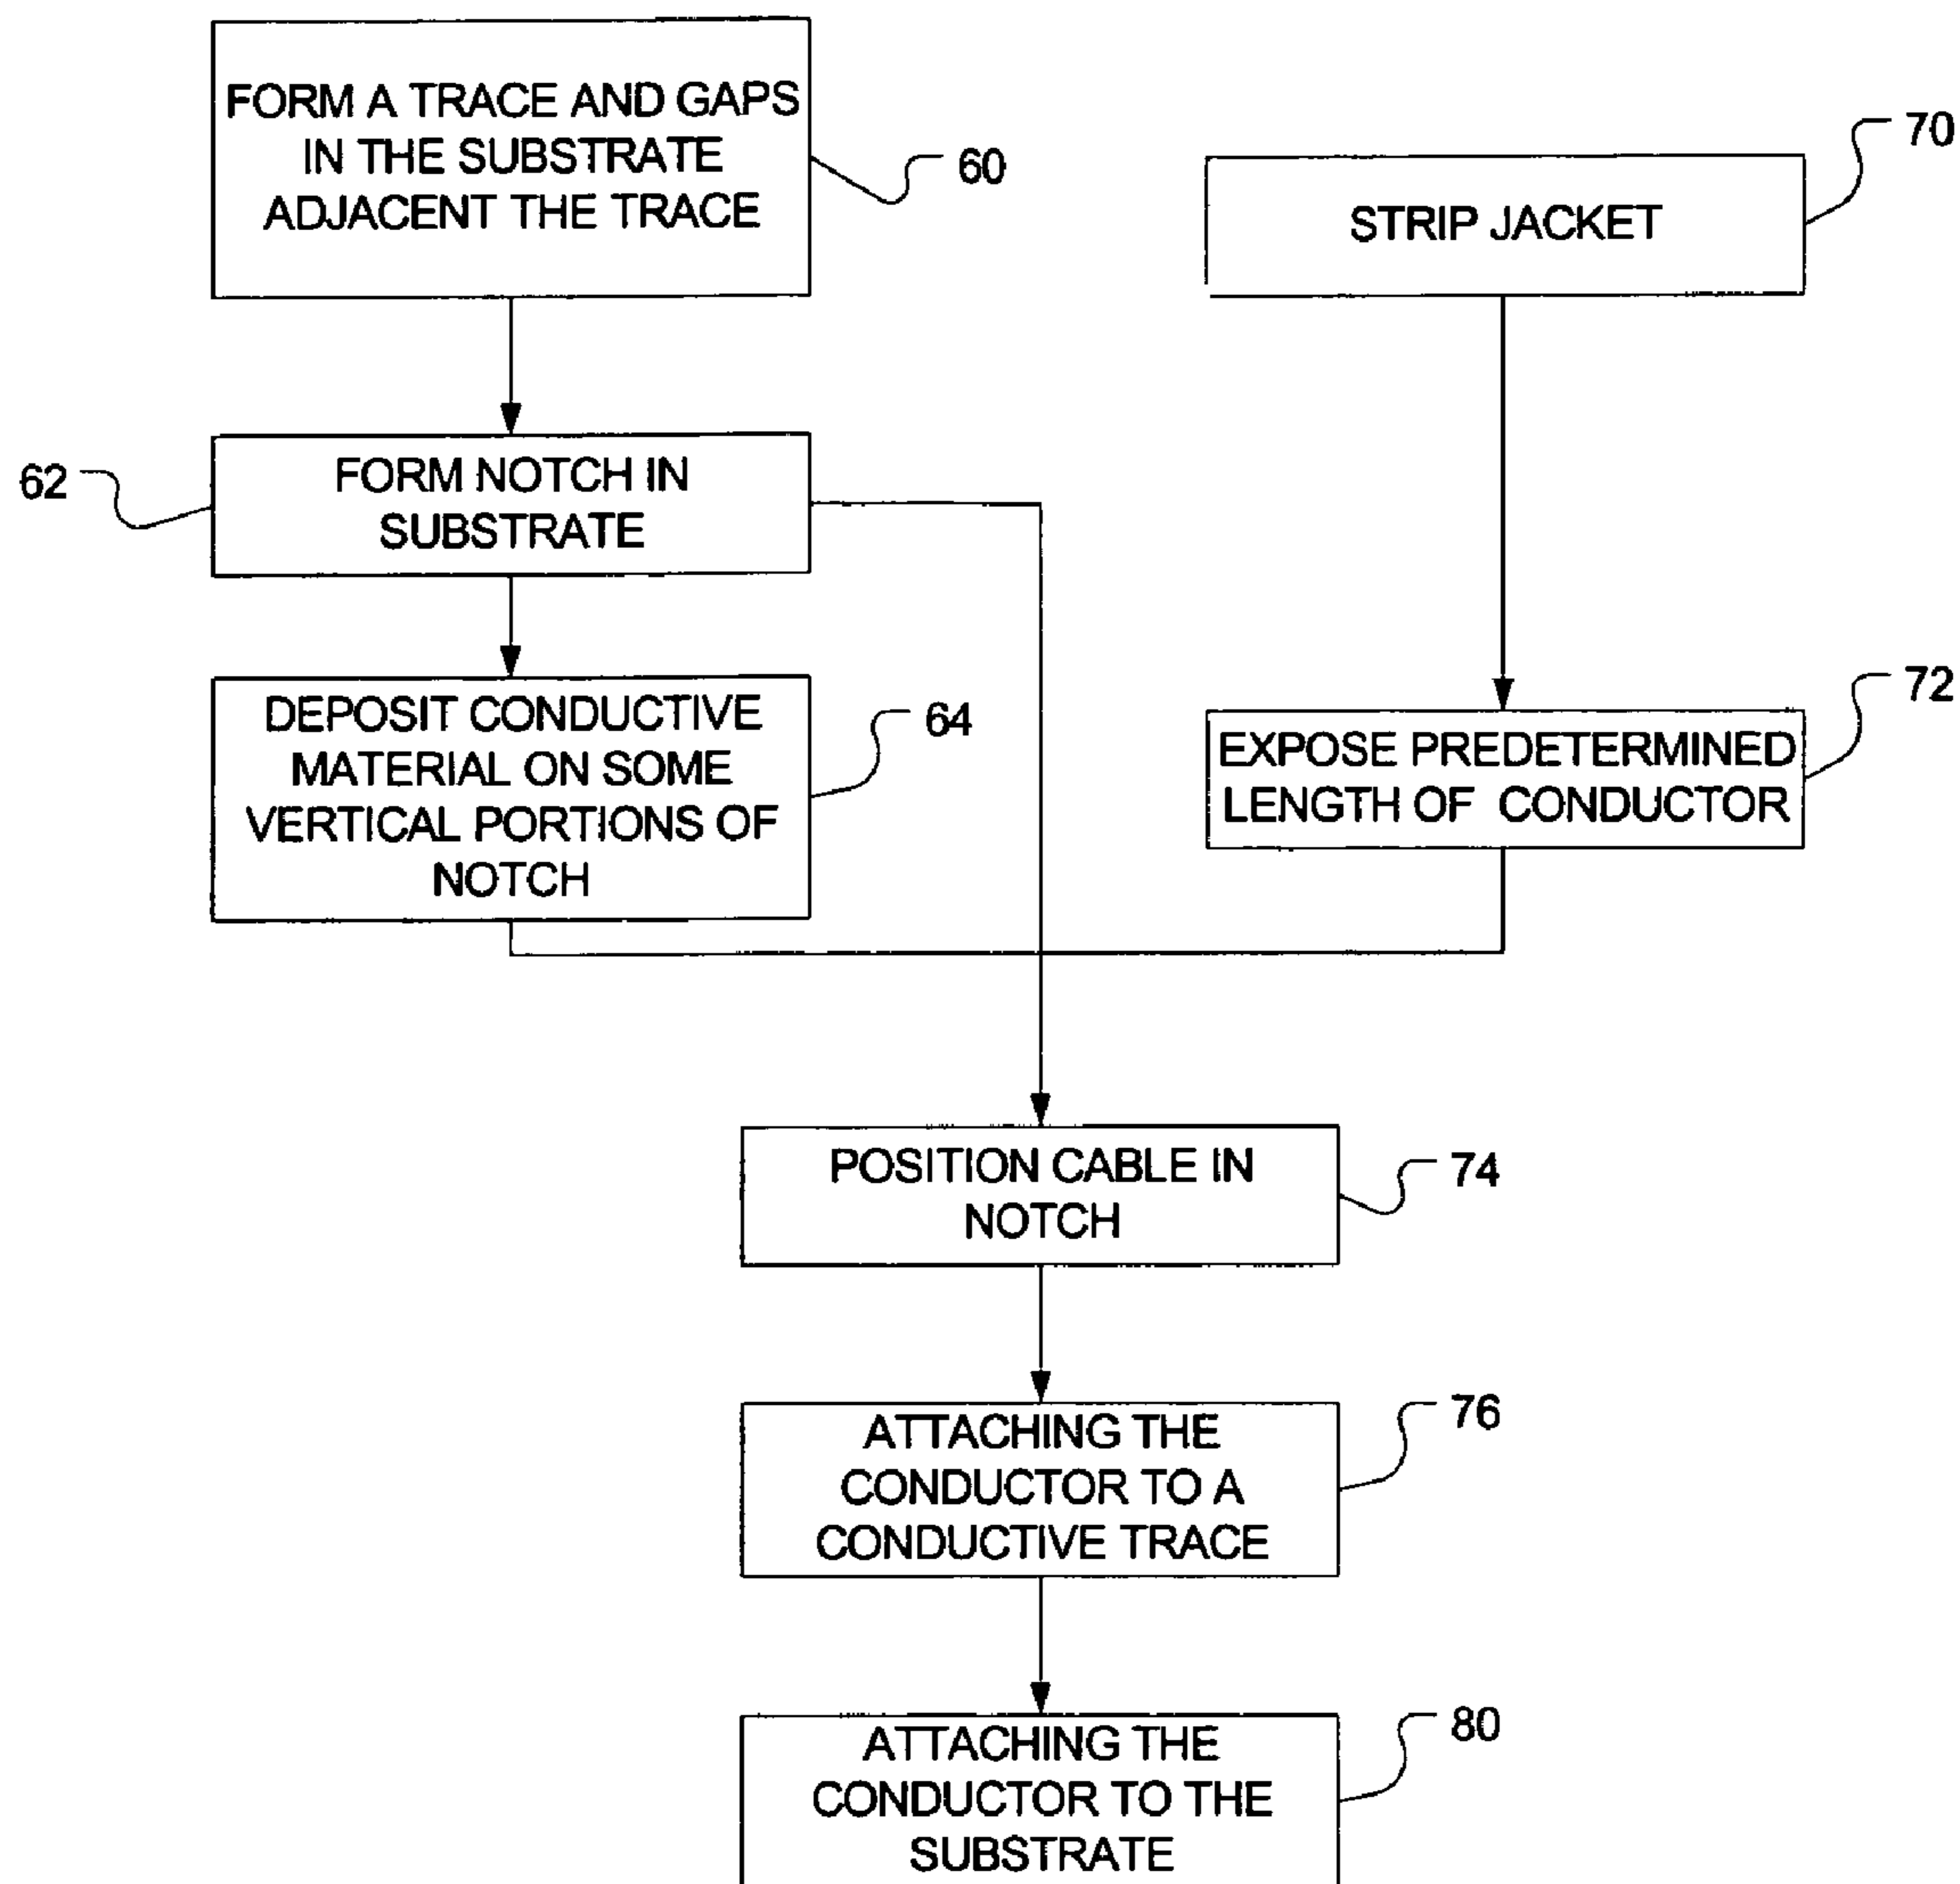 FORM A TRACE AND GAPS
IN THE SUBSTRATE
ADJACENT THE TRACE
60
70
STRIP JACKET
62
FORM NOTCH IN
SUBSTRATE
DEPOSIT CONDUCTIVE
MATERIAL ON SOME
VERTICAL PORTIONS OF
NOTCH
64
72
EXPOSE PREDETERMINED
LENGTH OF CONDUCTOR
POSITION CABLE IN
NOTCH
74
ATTACHING THE
CONDUCTOR TO A
CONDUCTIVE TRACE
76
ATTACHING THE
CONDUCTOR TO THE
SUBSTRATE
80